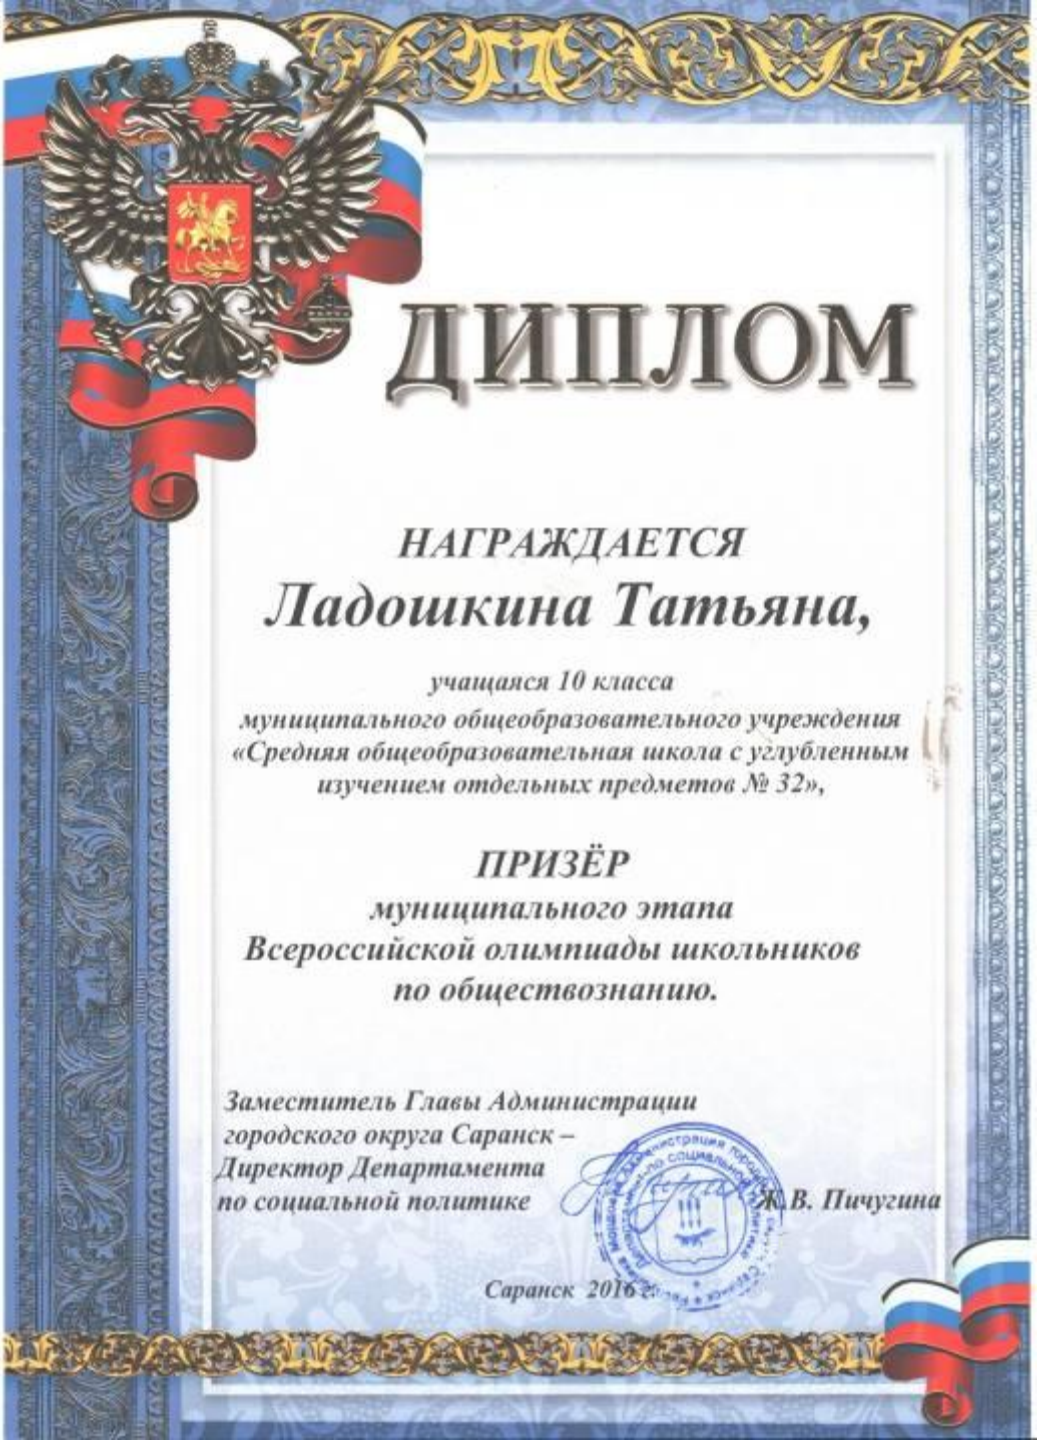 ДИПЛОМ
НАГРАЖДАЕТСЯ
Ладошкина Татьяна,
учащаяся 10 класса
муниципального общеобразовательного учреждения
«Средняя общеобразовательная школа с углубленным
изучением отдельных предметов № 32»,
ПРИЗЁР
муниципального этапа
Всероссийской олимпиады школьников
по обществознанию.
Заместитель Главы Администрации
городского округа Саранск –
Директор Департамента
по социальной политике
Ж.В. Пичугина
Саранск 2016 г.